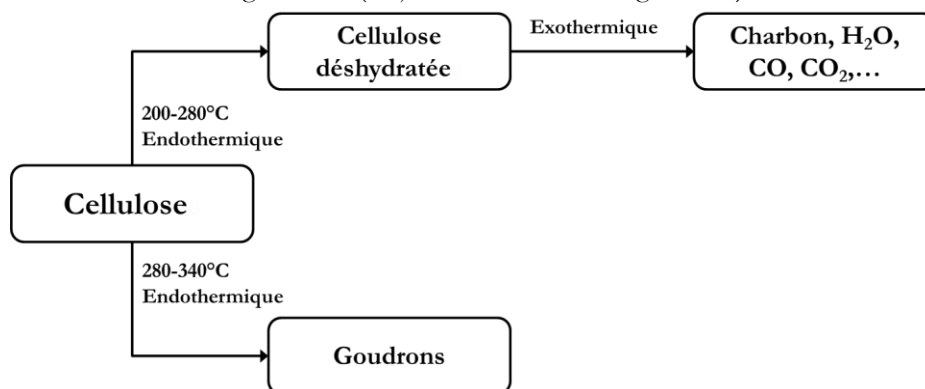 Cellulose
déshydratée
Exothermique
Charbon, H₂O,
CO, CO₂,…
200-280°C
Endothermique
Cellulose
280-340°C
Endothermique
Goudrons